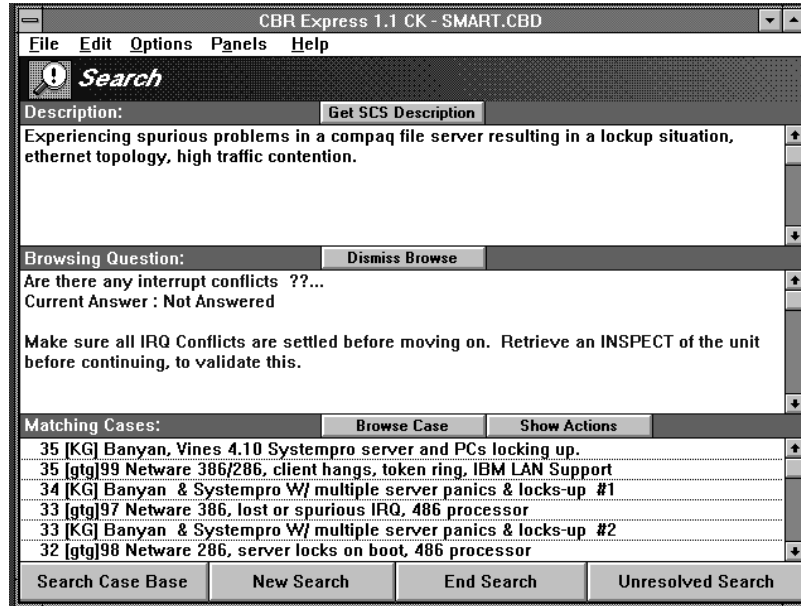 CBR Express 1.1 CK - SMART.CBD
File Edit Options Panels Help
Search
Description: Get SCS Description
Experiencing spurious problems in a compaq file server resulting in a lockup situation,
ethernet topology, high traffic contention.
Browsing Question: Dismiss Browse
Are there any interrupt conflicts ??...
Current Answer : Not Answered
Make sure all IRQ Conflicts are settled before moving on. Retrieve an INSPECT of the unit
before continuing, to validate this.
Matching Cases: Browse Case Show Actions
35 [KG] Banyan, Vines 4.10 Systempro server and PCs locking up.
35 [gtg]99 Netware 386/286, client hangs, token ring, IBM LAN Support
34 [KG] Banyan & Systempro W/ multiple server panics & locks-up #1
33 [gtg]97 Netware 386, lost or spurious IRQ, 486 processor
33 [KG] Banyan & Systempro W/ multiple server panics & locks-up #2
32 [gtg]98 Netware 286, server locks on boot, 486 processor
Search Case Base New Search End Search Unresolved Search